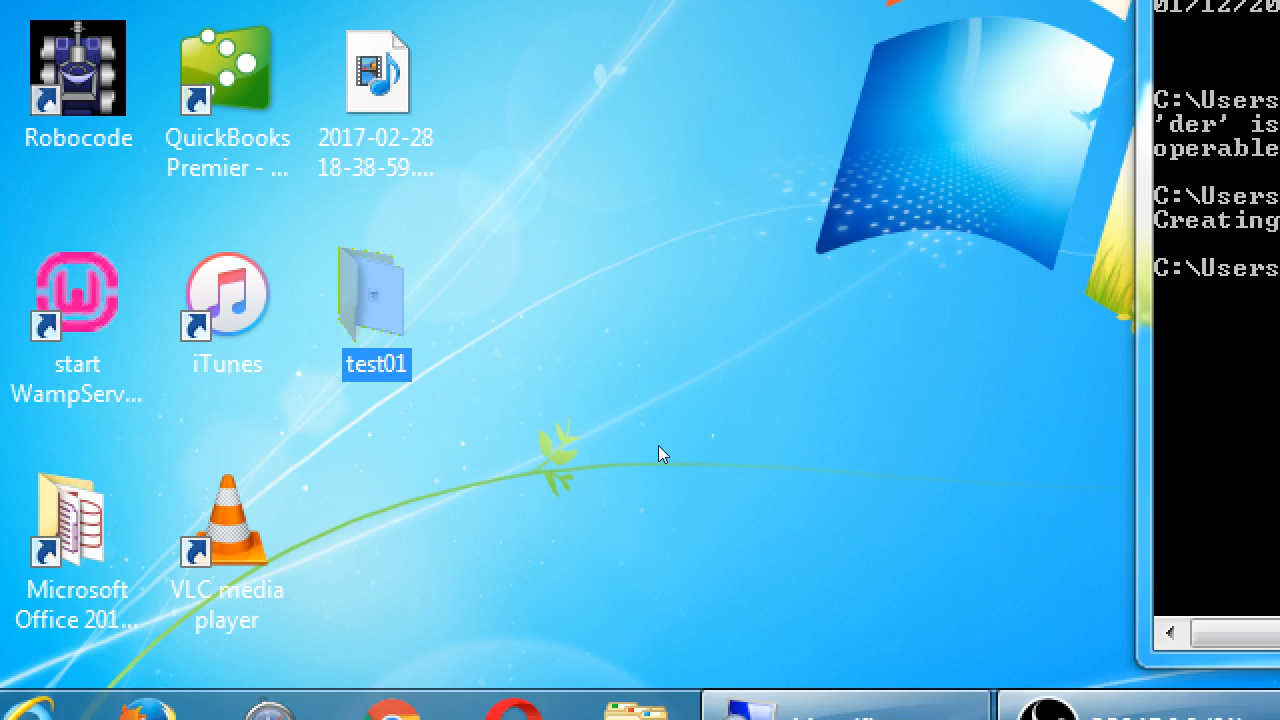 Robocode
QuickBooks
Premier - ...
2017-02-28
18-38-59....
start
WampServ...
iTunes
test01
Microsoft
Office 201...
VLC media
player
01/12/20
C:\Users
'der' is
operable
C:\Users
Creating
C:\Users